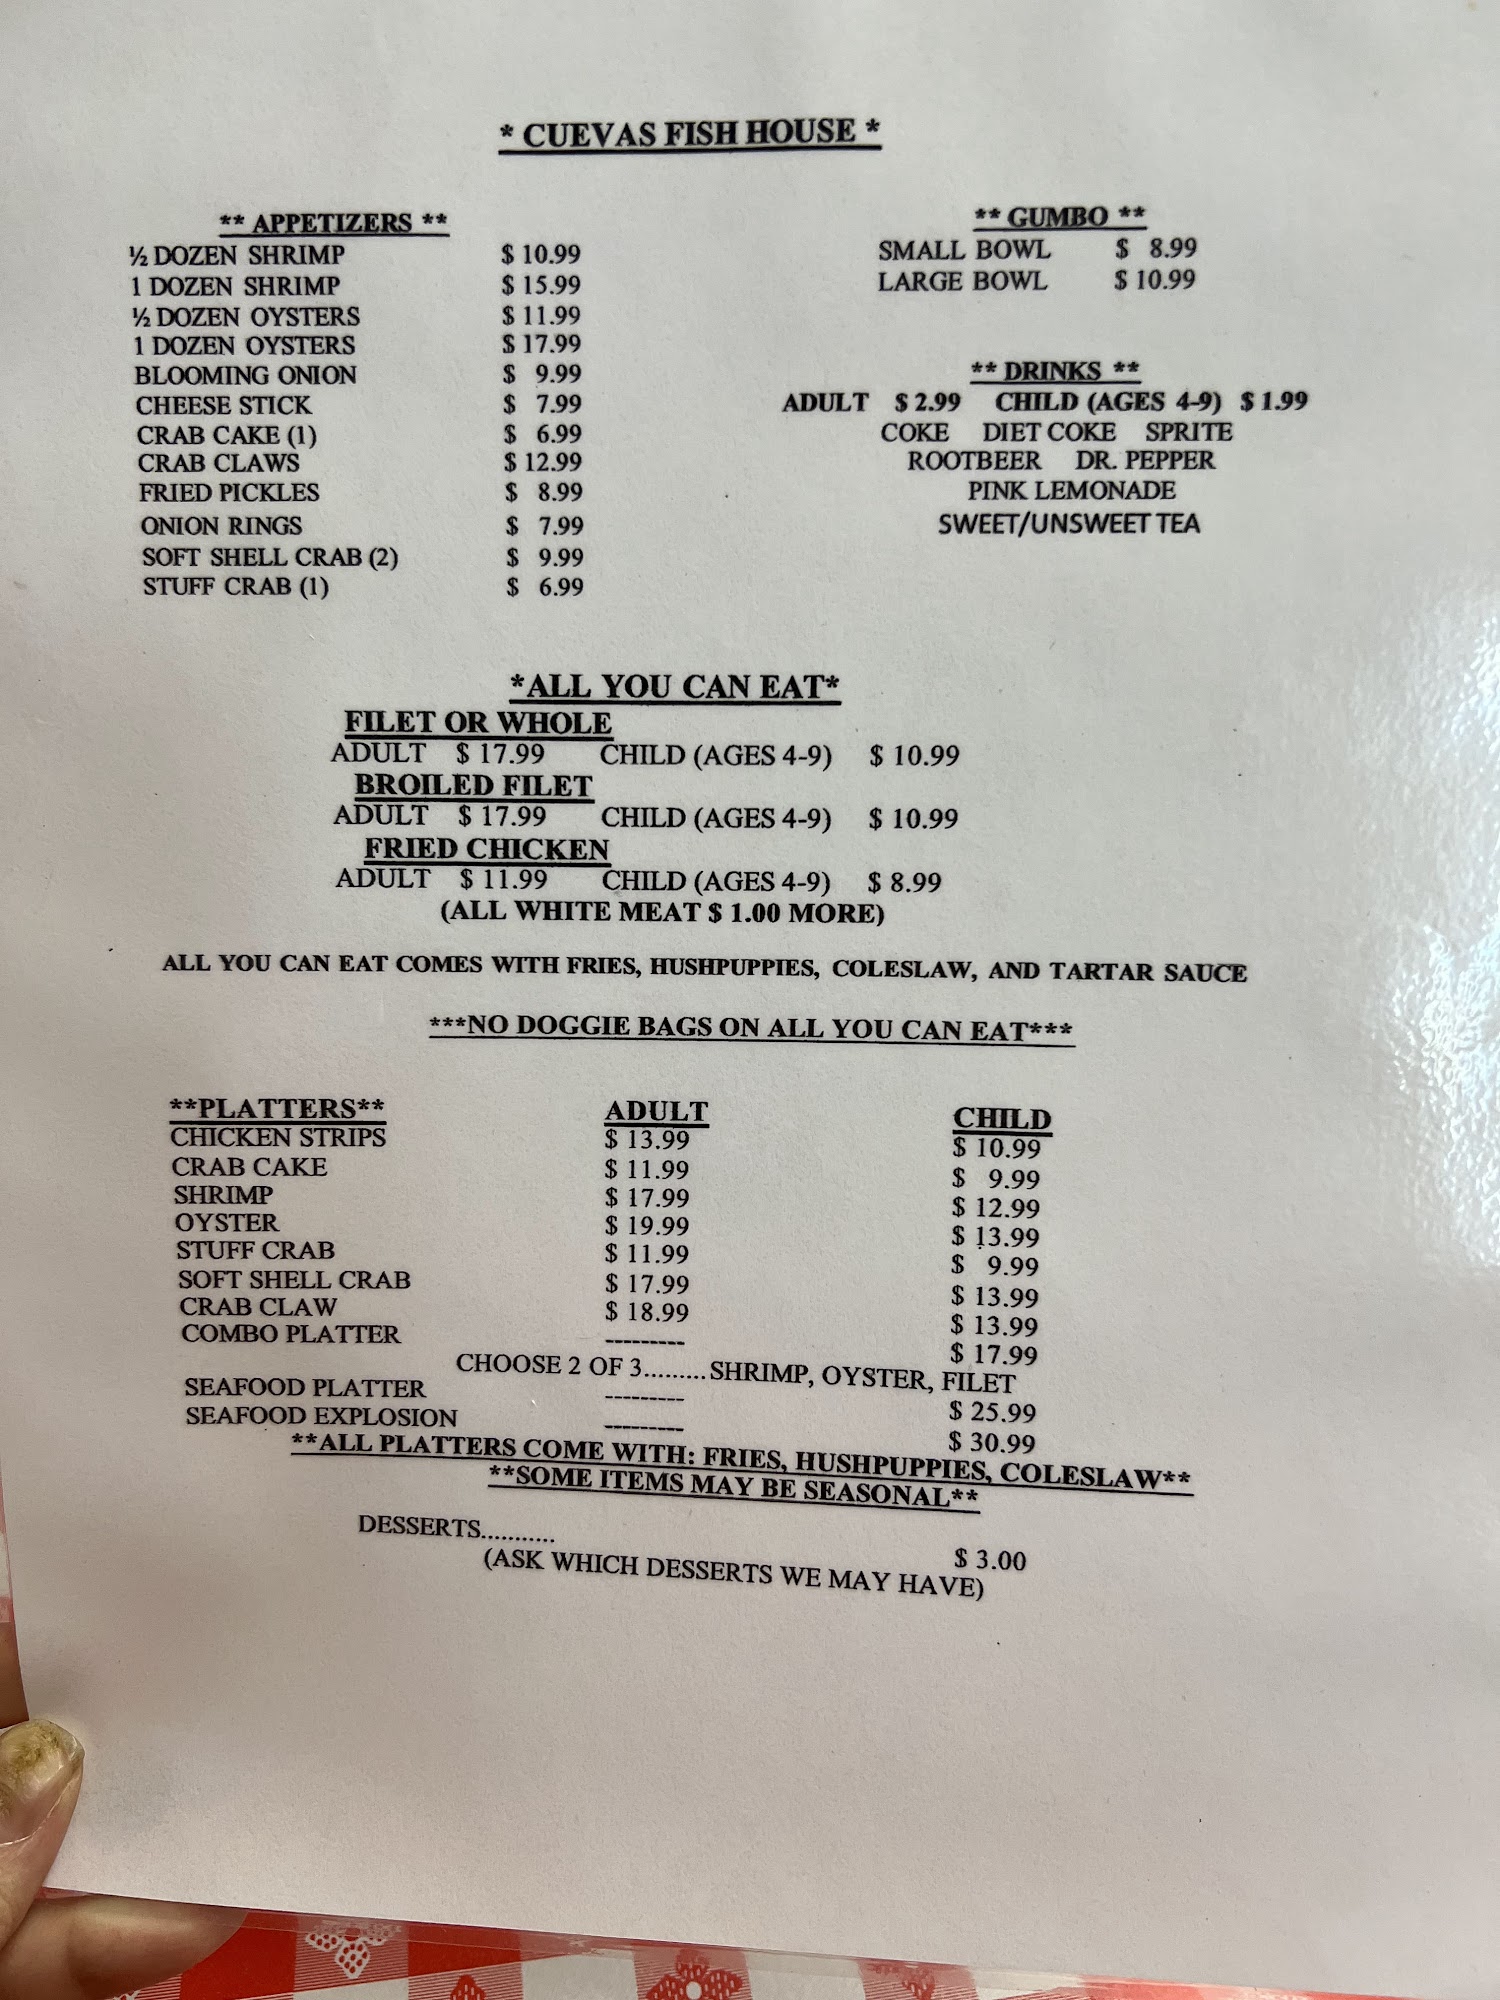 * CUEVAS FISH HOUSE *
** APPETIZERS **
½ DOZEN SHRIMP $ 10.99
1 DOZEN SHRIMP $ 15.99
½ DOZEN OYSTERS $ 11.99
1 DOZEN OYSTERS $ 17.99
BLOOMING ONION $ 9.99
CHEESE STICK $ 7.99
CRAB CAKE (1) $ 6.99
CRAB CLAWS $ 12.99
FRIED PICKLES $ 8.99
ONION RINGS $ 7.99
SOFT SHELL CRAB (2) $ 9.99
STUFF CRAB (1) $ 6.99
** GUMBO **
SMALL BOWL $ 8.99
LARGE BOWL $ 10.99
** DRINKS **
ADULT $ 2.99 CHILD (AGES 4-9) $ 1.99
COKE DIET COKE SPRITE
ROOTBEER DR. PEPPER
PINK LEMONADE
SWEET/UNSWEET TEA
*ALL YOU CAN EAT*
FILET OR WHOLE
ADULT $ 17.99 CHILD (AGES 4-9) $ 10.99
BROILED FILET
ADULT $ 17.99 CHILD (AGES 4-9) $ 10.99
FRIED CHICKEN
ADULT $ 11.99 CHILD (AGES 4-9) $ 8.99
(ALL WHITE MEAT $ 1.00 MORE)
ALL YOU CAN EAT COMES WITH FRIES, HUSHPUPPIES, COLESLAW, AND TARTAR SAUCE
***NO DOGGIE BAGS ON ALL YOU CAN EAT***
**PLATTERS** ADULT CHILD
CHICKEN STRIPS $ 13.99 $ 10.99
CRAB CAKE $ 11.99 $ 9.99
SHRIMP $ 17.99 $ 12.99
OYSTER $ 19.99 $ 13.99
STUFF CRAB $ 11.99 $ 9.99
SOFT SHELL CRAB $ 17.99 $ 13.99
CRAB CLAW $ 18.99 $ 13.99
COMBO PLATTER --------- $ 17.99
CHOOSE 2 OF 3......... SHRIMP, OYSTER, FILET
SEAFOOD PLATTER --------- $ 25.99
SEAFOOD EXPLOSION --------- $ 30.99
**ALL PLATTERS COME WITH: FRIES, HUSHPUPPIES, COLESLAW**
**SOME ITEMS MAY BE SEASONAL**
DESSERTS........... $ 3.00
(ASK WHICH DESSERTS WE MAY HAVE)